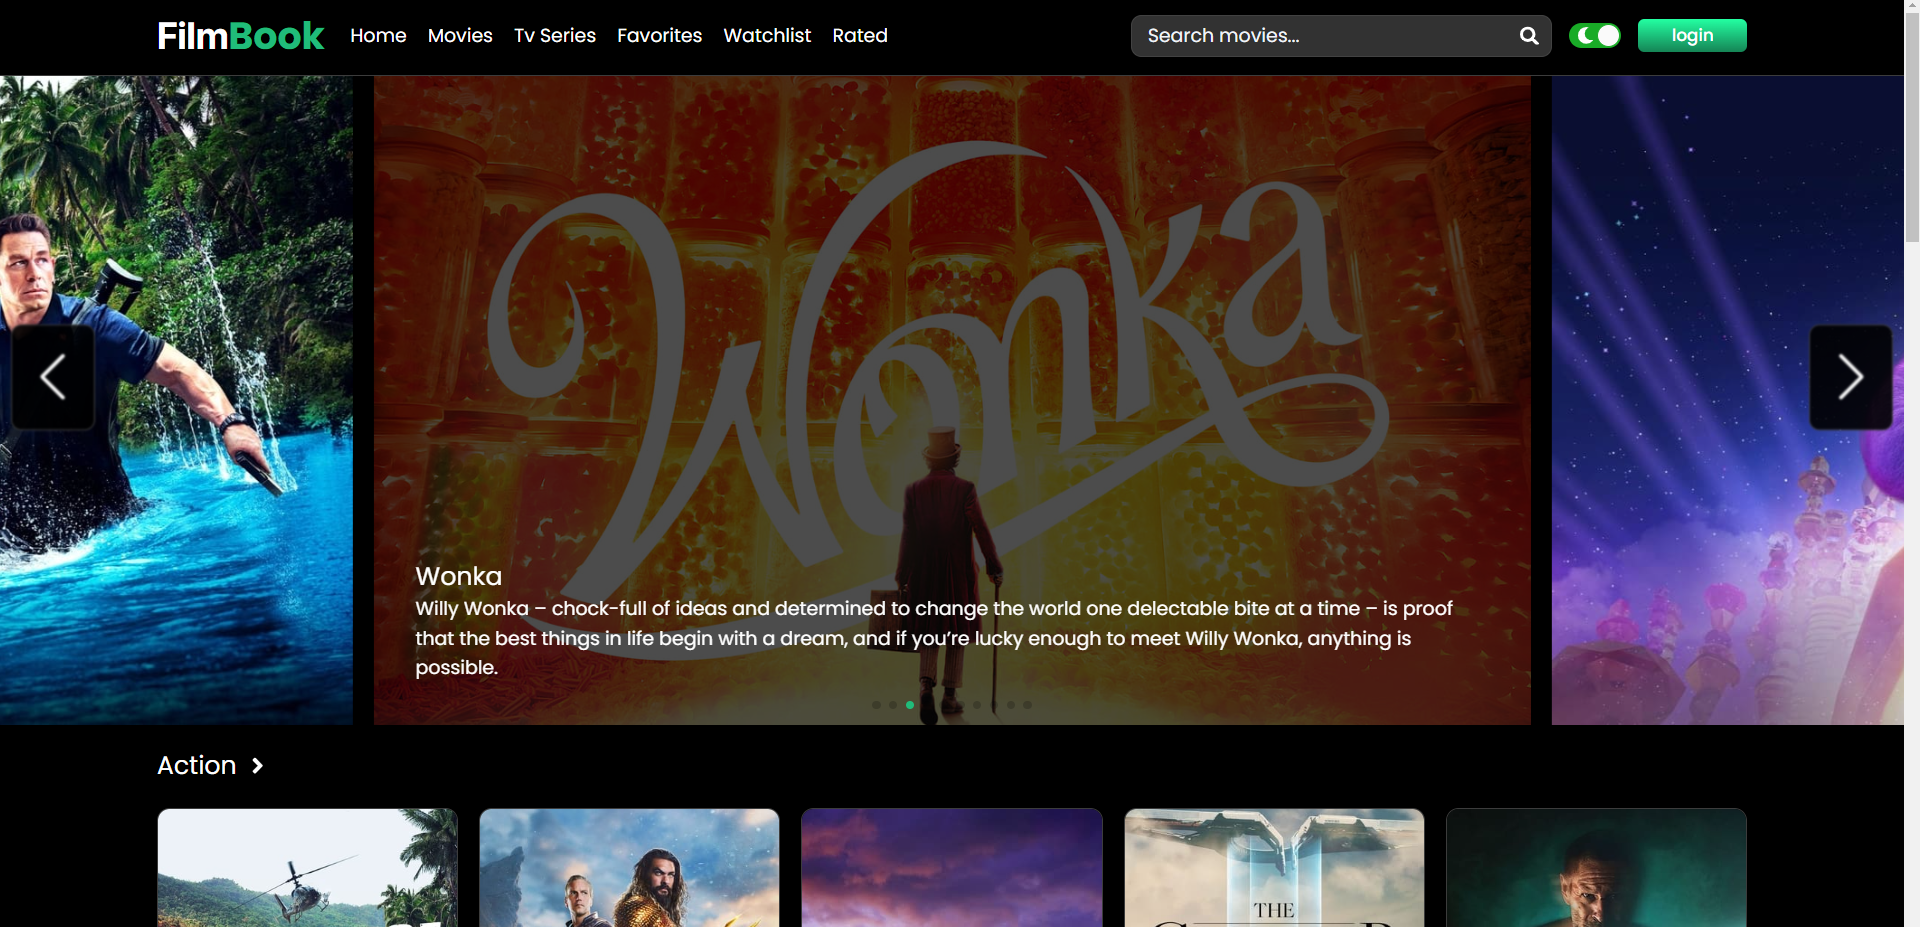 FilmBook Home Movies Tv Series Favorites Watchlist Rated Search movies... login
Wonka
Wonka
Willy Wonka – chock-full of ideas and determined to change the world one delectable bite at a time – is proof
that the best things in life begin with a dream, and if you’re lucky enough to meet Willy Wonka, anything is
possible.
Action
THE